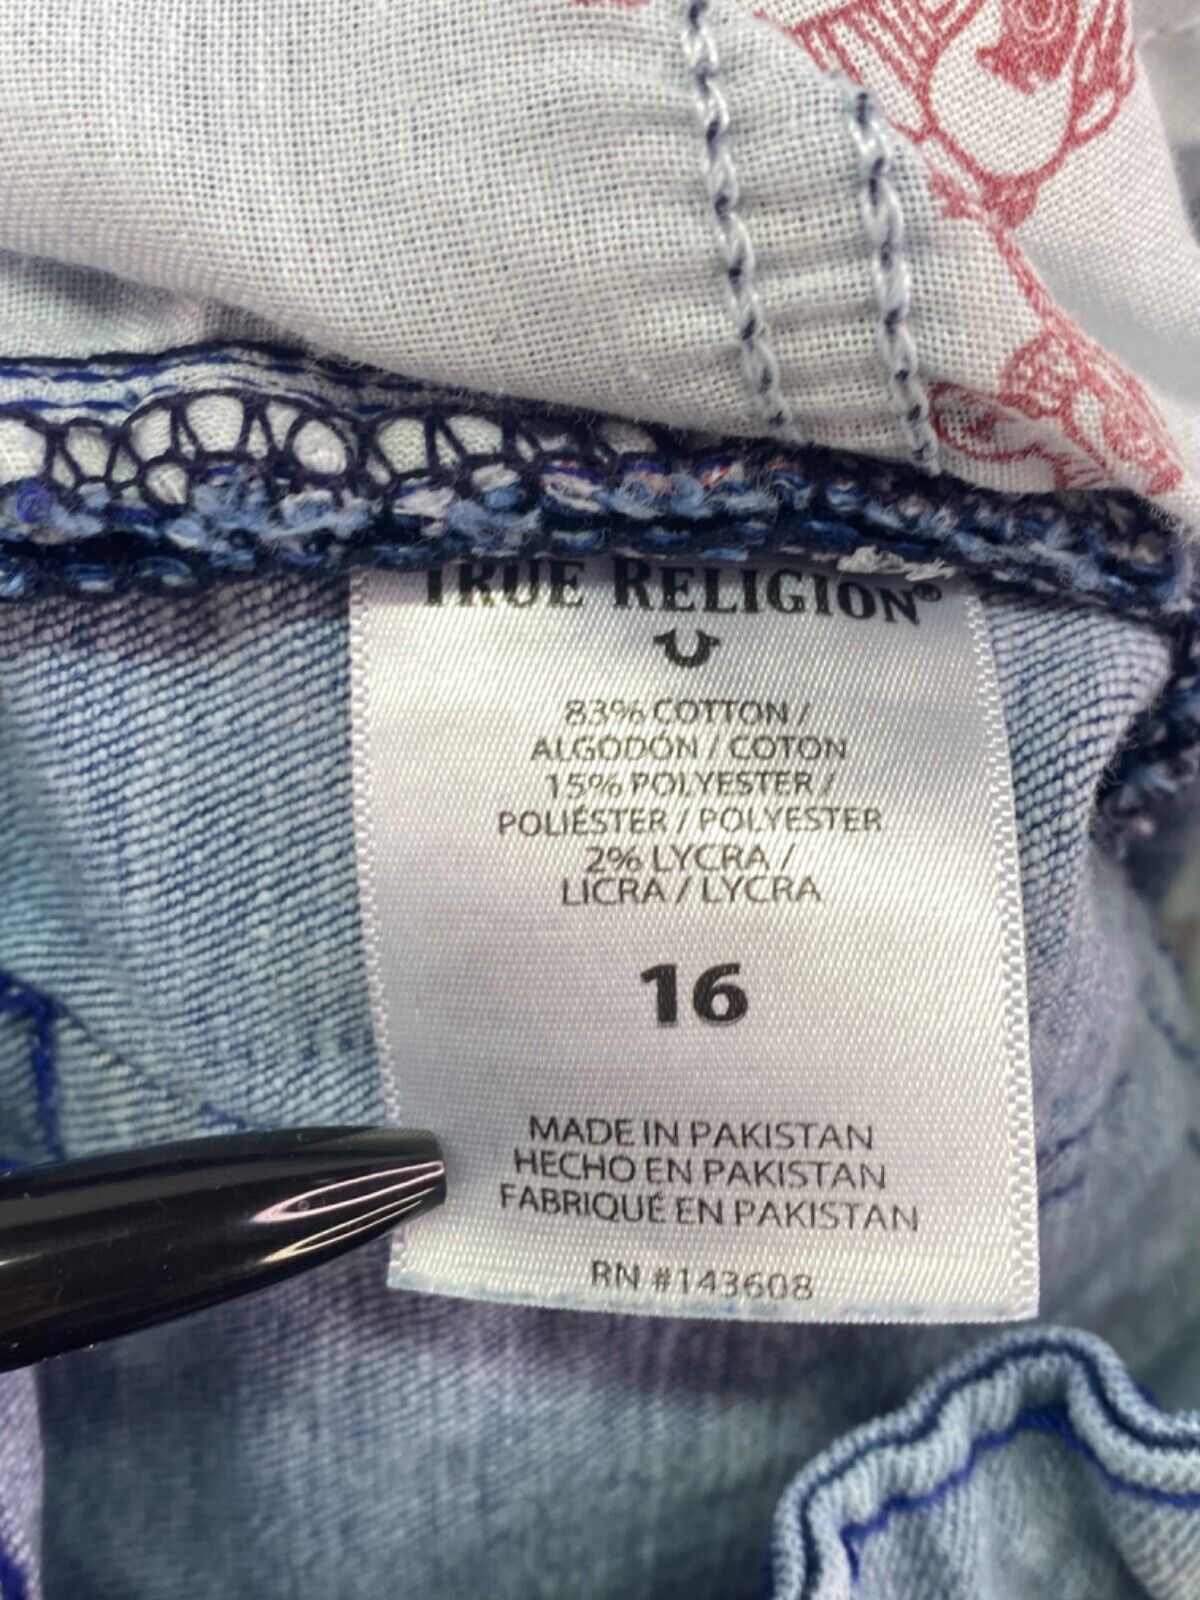 TRUE RELIGION®
83% COTTON /
ALGODÓN / COTON
15% POLYESTER /
POLIÉSTER / POLYESTER
2% LYCRA /
LICRA / LYCRA
16
MADE IN PAKISTAN
HECHO EN PAKISTAN
FABRIQUÉ EN PAKISTAN
RN #143608